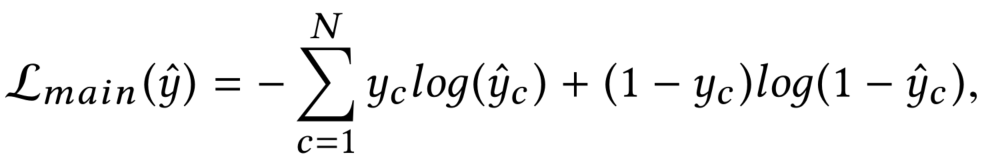 ℒ_{main}(ŷ) = − ∑_{c=1}^{N} y_c log(ŷ_c) + (1 − y_c)log(1 − ŷ_c),